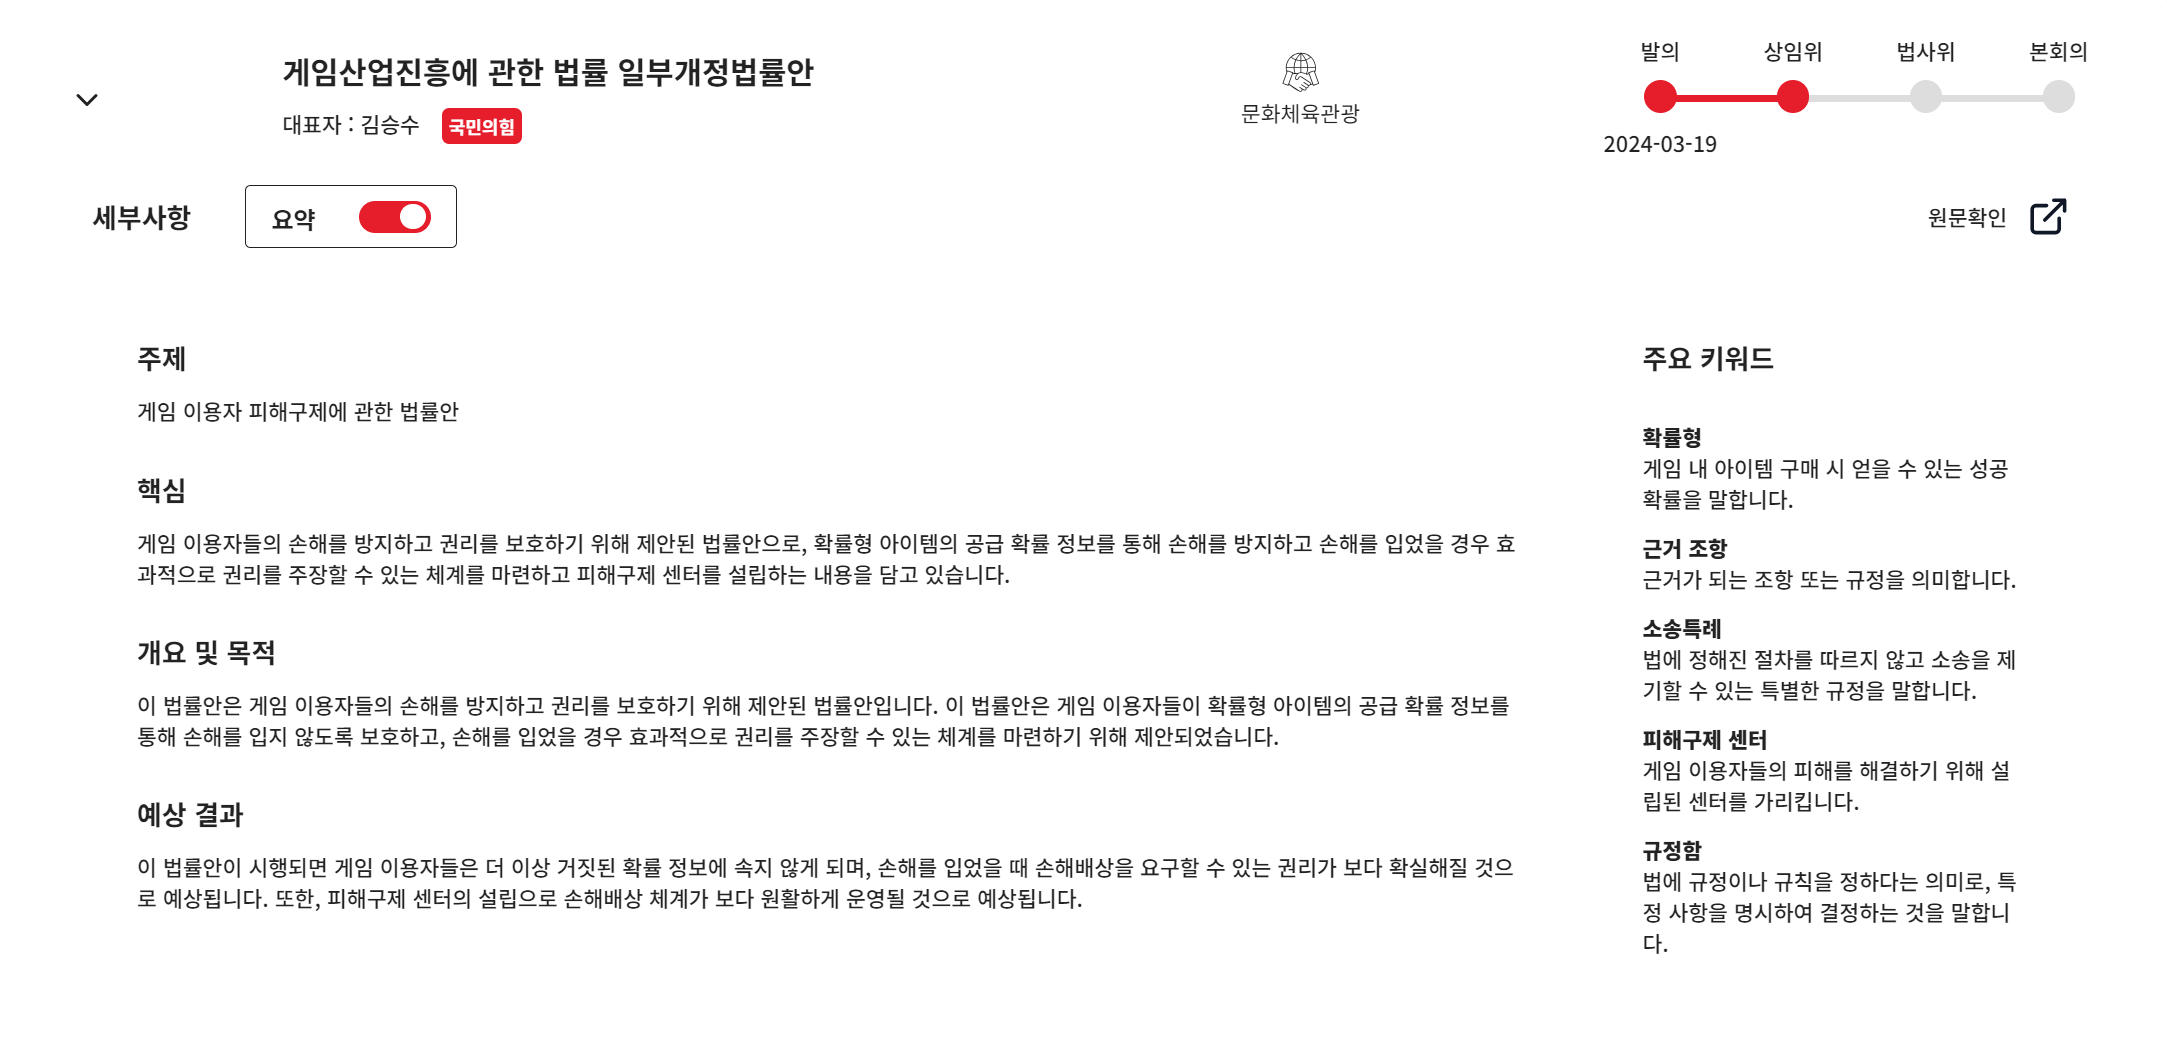 게임산업진흥에 관한 법률 일부개정법률안
대표자 : 김승수
국민의힘
문화체육관광
발의
상임위
법사위
본회의
2024-03-19
세부사항
요약
원문확인
주제
게임 이용자 피해구제에 관한 법률안
핵심
게임 이용자들의 손해를 방지하고 권리를 보호하기 위해 제안된 법률안으로, 확률형 아이템의 공급 확률 정보를 통해 손해를 방지하고 손해를 입었을 경우 효
과적으로 권리를 주장할 수 있는 체계를 마련하고 피해구제 센터를 설립하는 내용을 담고 있습니다.
개요 및 목적
이 법률안은 게임 이용자들의 손해를 방지하고 권리를 보호하기 위해 제안된 법률안입니다. 이 법률안은 게임 이용자들이 확률형 아이템의 공급 확률 정보를
통해 손해를 입지 않도록 보호하고, 손해를 입었을 경우 효과적으로 권리를 주장할 수 있는 체계를 마련하기 위해 제안되었습니다.
예상 결과
이 법률안이 시행되면 게임 이용자들은 더 이상 거짓된 확률 정보에 속지 않게 되며, 손해를 입었을 때 손해배상을 요구할 수 있는 권리가 보다 확실해질 것으
로 예상됩니다. 또한, 피해구제 센터의 설립으로 손해배상 체계가 보다 원활하게 운영될 것으로 예상됩니다.
주요 키워드
확률형
게임 내 아이템 구매 시 얻을 수 있는 성공
확률을 말합니다.
근거 조항
근거가 되는 조항 또는 규정을 의미합니다.
소송특례
법에 정해진 절차를 따르지 않고 소송을 제
기할 수 있는 특별한 규정을 말합니다.
피해구제 센터
게임 이용자들의 피해를 해결하기 위해 설
립된 센터를 가리킵니다.
규정함
법에 규정이나 규칙을 정하다는 의미로, 특
정 사항을 명시하여 결정하는 것을 말합니
다.